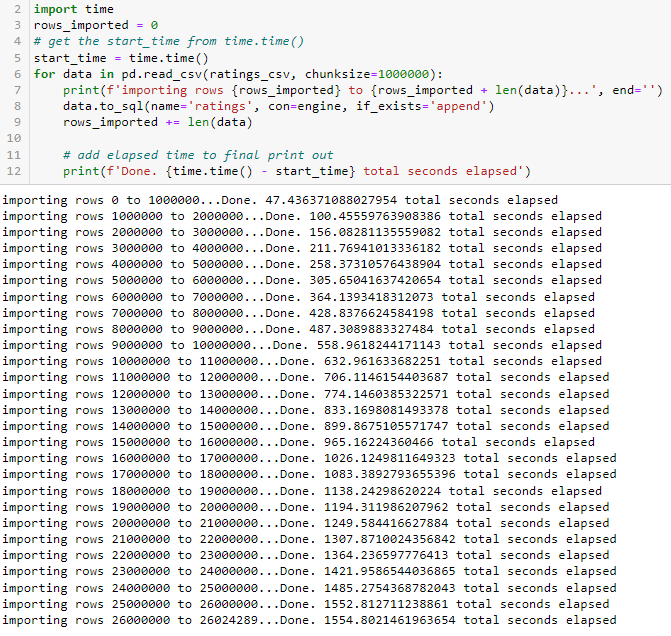 2 import time
3 rows_imported = 0
4 # get the start_time from time.time()
5 start_time = time.time()
6 for data in pd.read_csv(ratings_csv, chunksize=1000000):
7     print(f'importing rows {rows_imported} to {rows_imported + len(data)}...', end='')
8     data.to_sql(name='ratings', con=engine, if_exists='append')
9     rows_imported += len(data)
10
11     # add elapsed time to final print out
12     print(f'Done. {time.time() - start_time} total seconds elapsed')
importing rows 0 to 1000000...Done. 47.436371088027954 total seconds elapsed
importing rows 1000000 to 2000000...Done. 100.45559763908386 total seconds elapsed
importing rows 2000000 to 3000000...Done. 156.08281135559082 total seconds elapsed
importing rows 3000000 to 4000000...Done. 211.76941013336182 total seconds elapsed
importing rows 4000000 to 5000000...Done. 258.37310576438904 total seconds elapsed
importing rows 5000000 to 6000000...Done. 305.65041637420654 total seconds elapsed
importing rows 6000000 to 7000000...Done. 364.1393418312073 total seconds elapsed
importing rows 7000000 to 8000000...Done. 428.8376624584198 total seconds elapsed
importing rows 8000000 to 9000000...Done. 487.3089883327484 total seconds elapsed
importing rows 9000000 to 10000000...Done. 558.9618244171143 total seconds elapsed
importing rows 10000000 to 11000000...Done. 632.961633682251 total seconds elapsed
importing rows 11000000 to 12000000...Done. 706.1146154403687 total seconds elapsed
importing rows 12000000 to 13000000...Done. 774.1460385322571 total seconds elapsed
importing rows 13000000 to 14000000...Done. 833.1698081493378 total seconds elapsed
importing rows 14000000 to 15000000...Done. 899.8675105571747 total seconds elapsed
importing rows 15000000 to 16000000...Done. 965.16224360466 total seconds elapsed
importing rows 16000000 to 17000000...Done. 1026.1249811649323 total seconds elapsed
importing rows 17000000 to 18000000...Done. 1083.3892793655396 total seconds elapsed
importing rows 18000000 to 19000000...Done. 1138.24298620224 total seconds elapsed
importing rows 19000000 to 20000000...Done. 1194.311986207962 total seconds elapsed
importing rows 20000000 to 21000000...Done. 1249.584416627884 total seconds elapsed
importing rows 21000000 to 22000000...Done. 1307.8710024356842 total seconds elapsed
importing rows 22000000 to 23000000...Done. 1364.236597776413 total seconds elapsed
importing rows 23000000 to 24000000...Done. 1421.9586544036865 total seconds elapsed
importing rows 24000000 to 25000000...Done. 1485.2754368782043 total seconds elapsed
importing rows 25000000 to 26000000...Done. 1552.812711238861 total seconds elapsed
importing rows 26000000 to 26024289...Done. 1554.8021461963654 total seconds elapsed